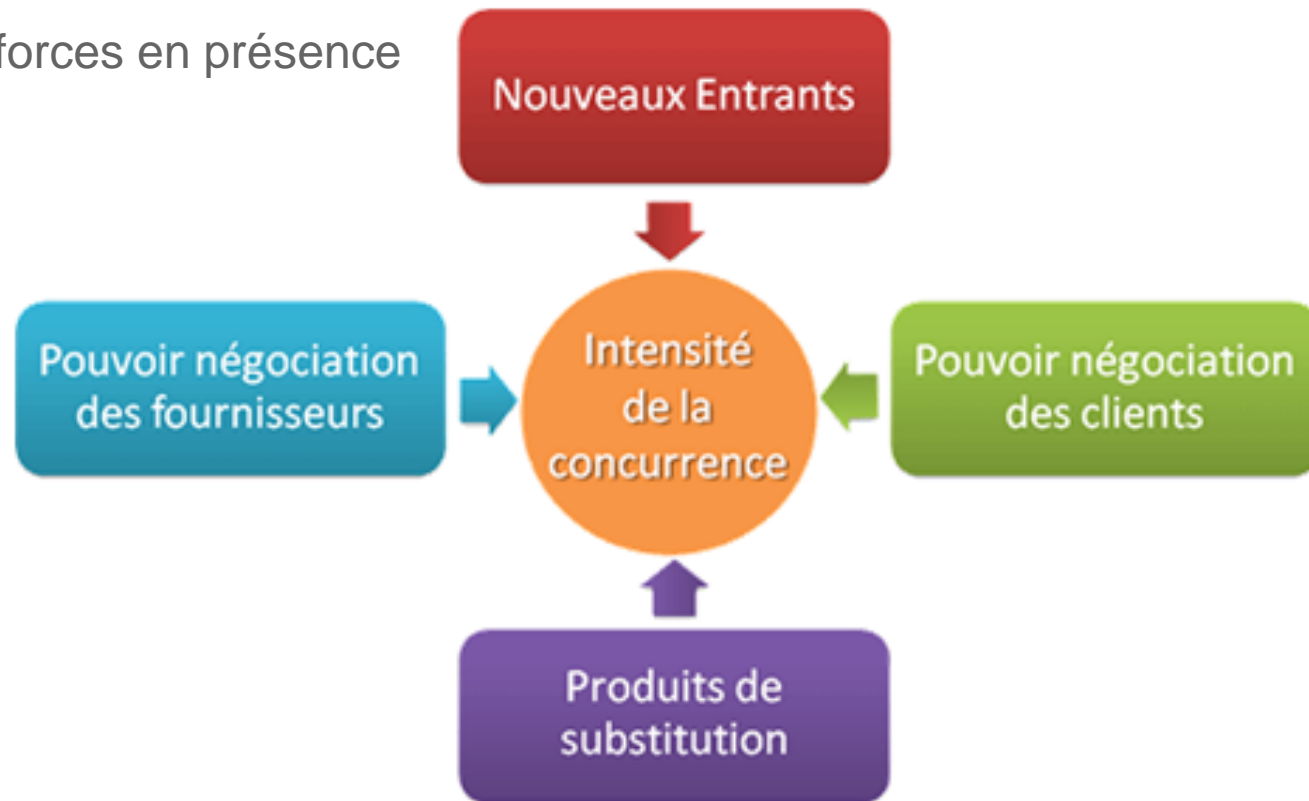 forces en présence
Nouveaux Entrants
Pouvoir négociation
des fournisseurs
Intensité
de la
concurrence
Pouvoir négociation
des clients
Produits de
substitution